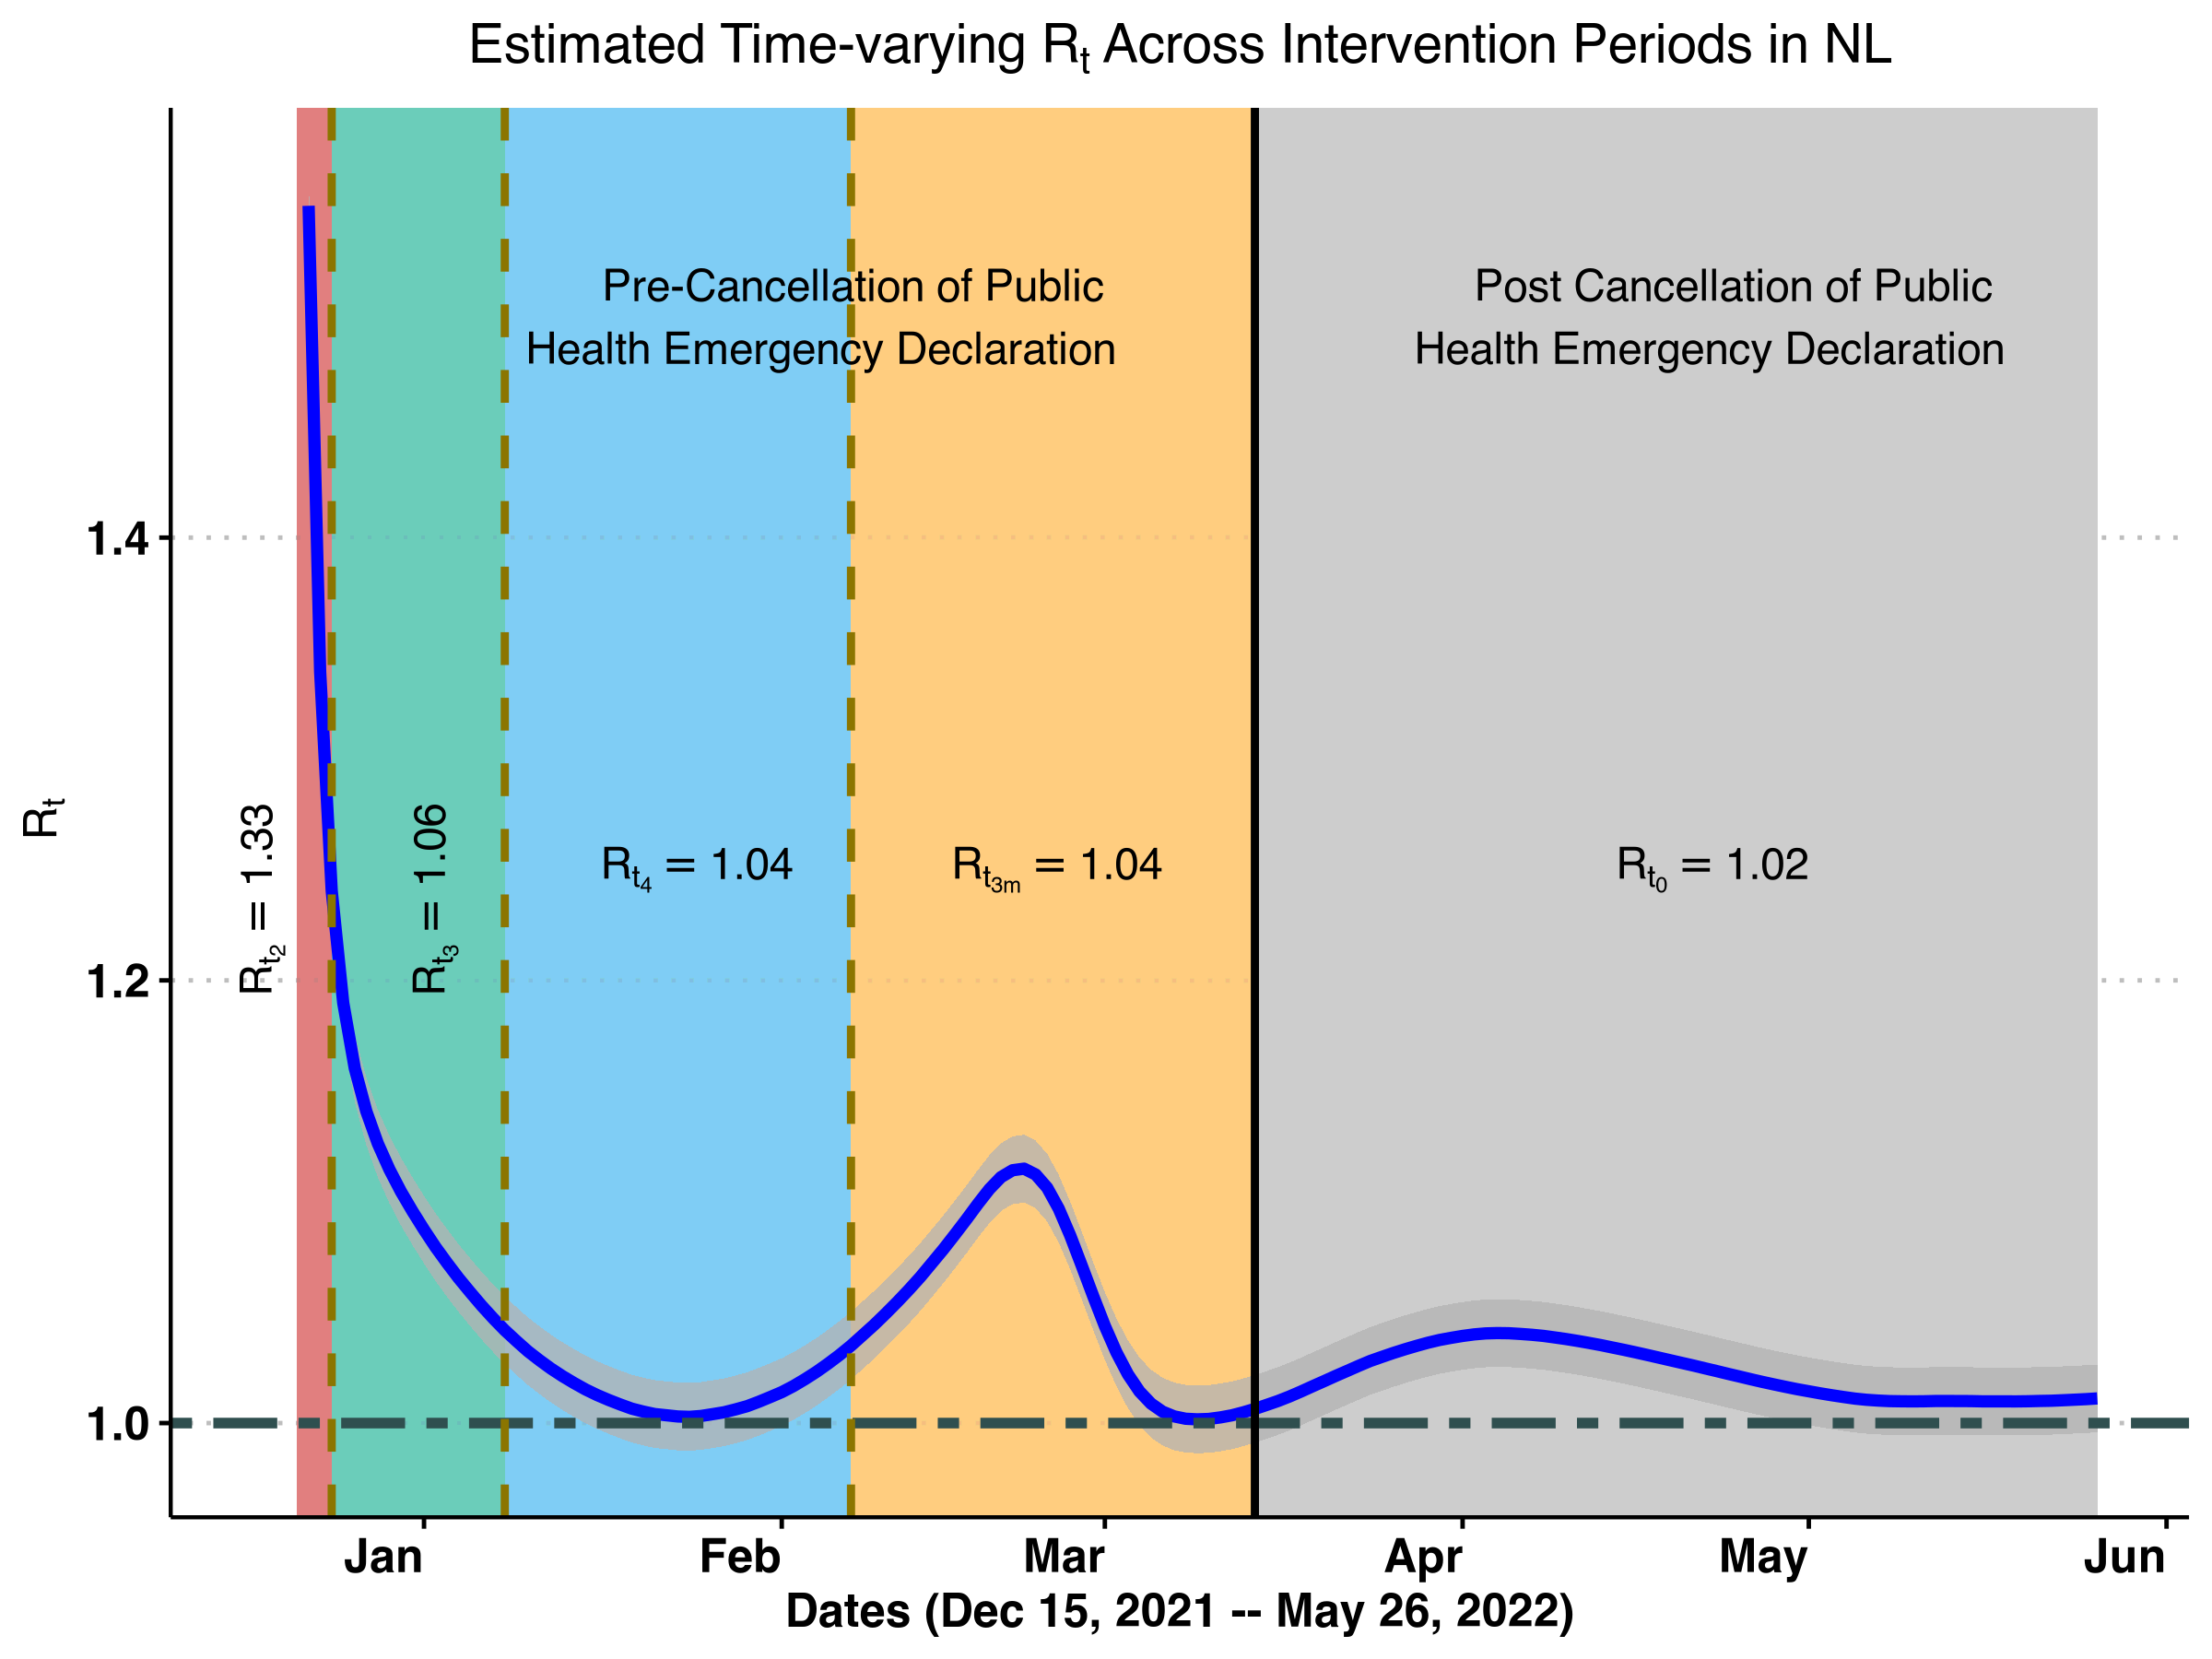 Estimated Time-varying Rt Across Intervention Periods in NL
Pre-Cancellation of Public
Health Emergency Declaration
Post Cancellation of Public
Health Emergency Declaration
Rt
1.4
1.2
1.0
Rt2 = 1.33
Rt3 = 1.06
Rt4 = 1.04
Rt3m = 1.04
Rt0 = 1.02
Jan Feb Mar Apr May Jun
Dates (Dec 15, 2021 -- May 26, 2022)